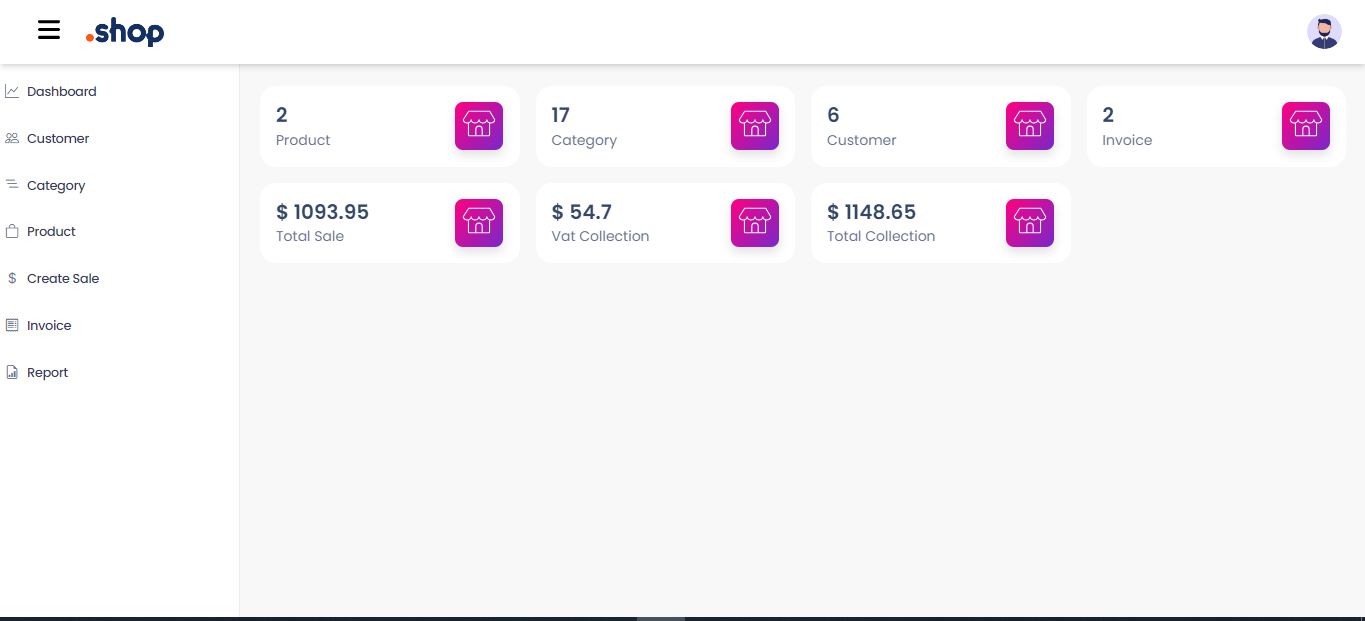 .shop
Dashboard
Customer
Category
Product
Create Sale
Invoice
Report
2
Product
17
Category
6
Customer
2
Invoice
$ 1093.95
Total Sale
$ 54.7
Vat Collection
$ 1148.65
Total Collection